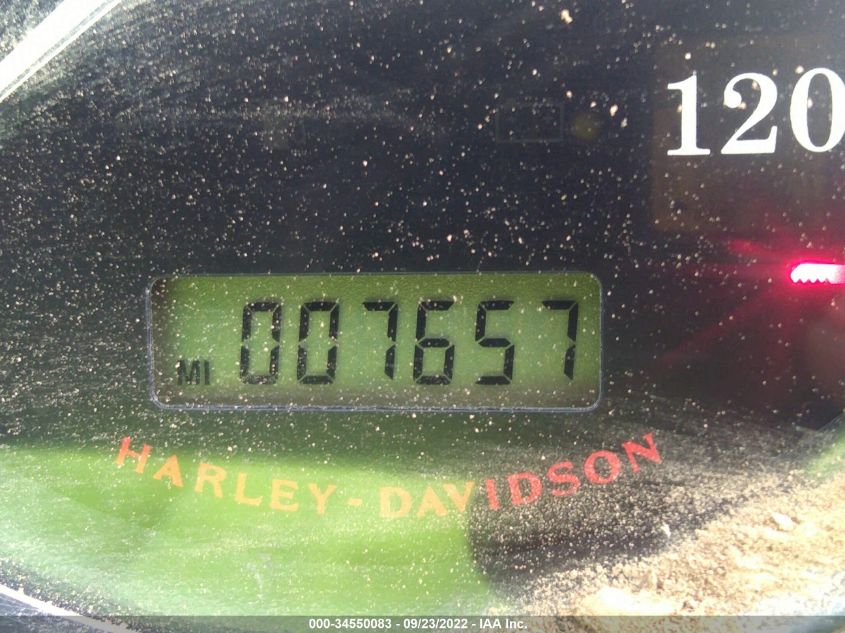 120
MI 007657
HARLEY-DAVIDSON
000-34550083 - 09/23/2022 - IAA Inc.